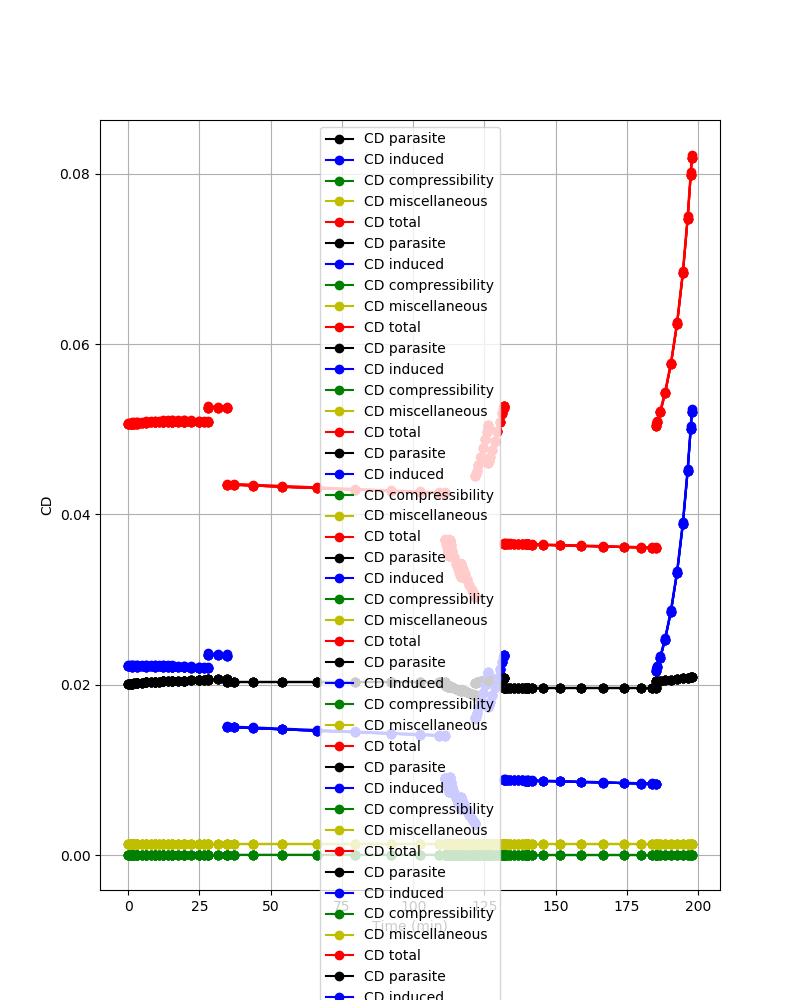 0.08
0.06
0.04
0.02
0.00
CD
0
25
50
75
100
125
150
175
200
Time (min)
CD parasite
CD induced
CD compressibility
CD miscellaneous
CD total
CD parasite
CD induced
CD compressibility
CD miscellaneous
CD total
CD parasite
CD induced
CD compressibility
CD miscellaneous
CD total
CD parasite
CD induced
CD compressibility
CD miscellaneous
CD total
CD parasite
CD induced
CD compressibility
CD miscellaneous
CD total
CD parasite
CD induced
CD compressibility
CD miscellaneous
CD total
CD parasite
CD induced
CD compressibility
CD miscellaneous
CD total
CD parasite
CD induced
CD compressibility
CD miscellaneous
CD total
CD parasite
CD induced